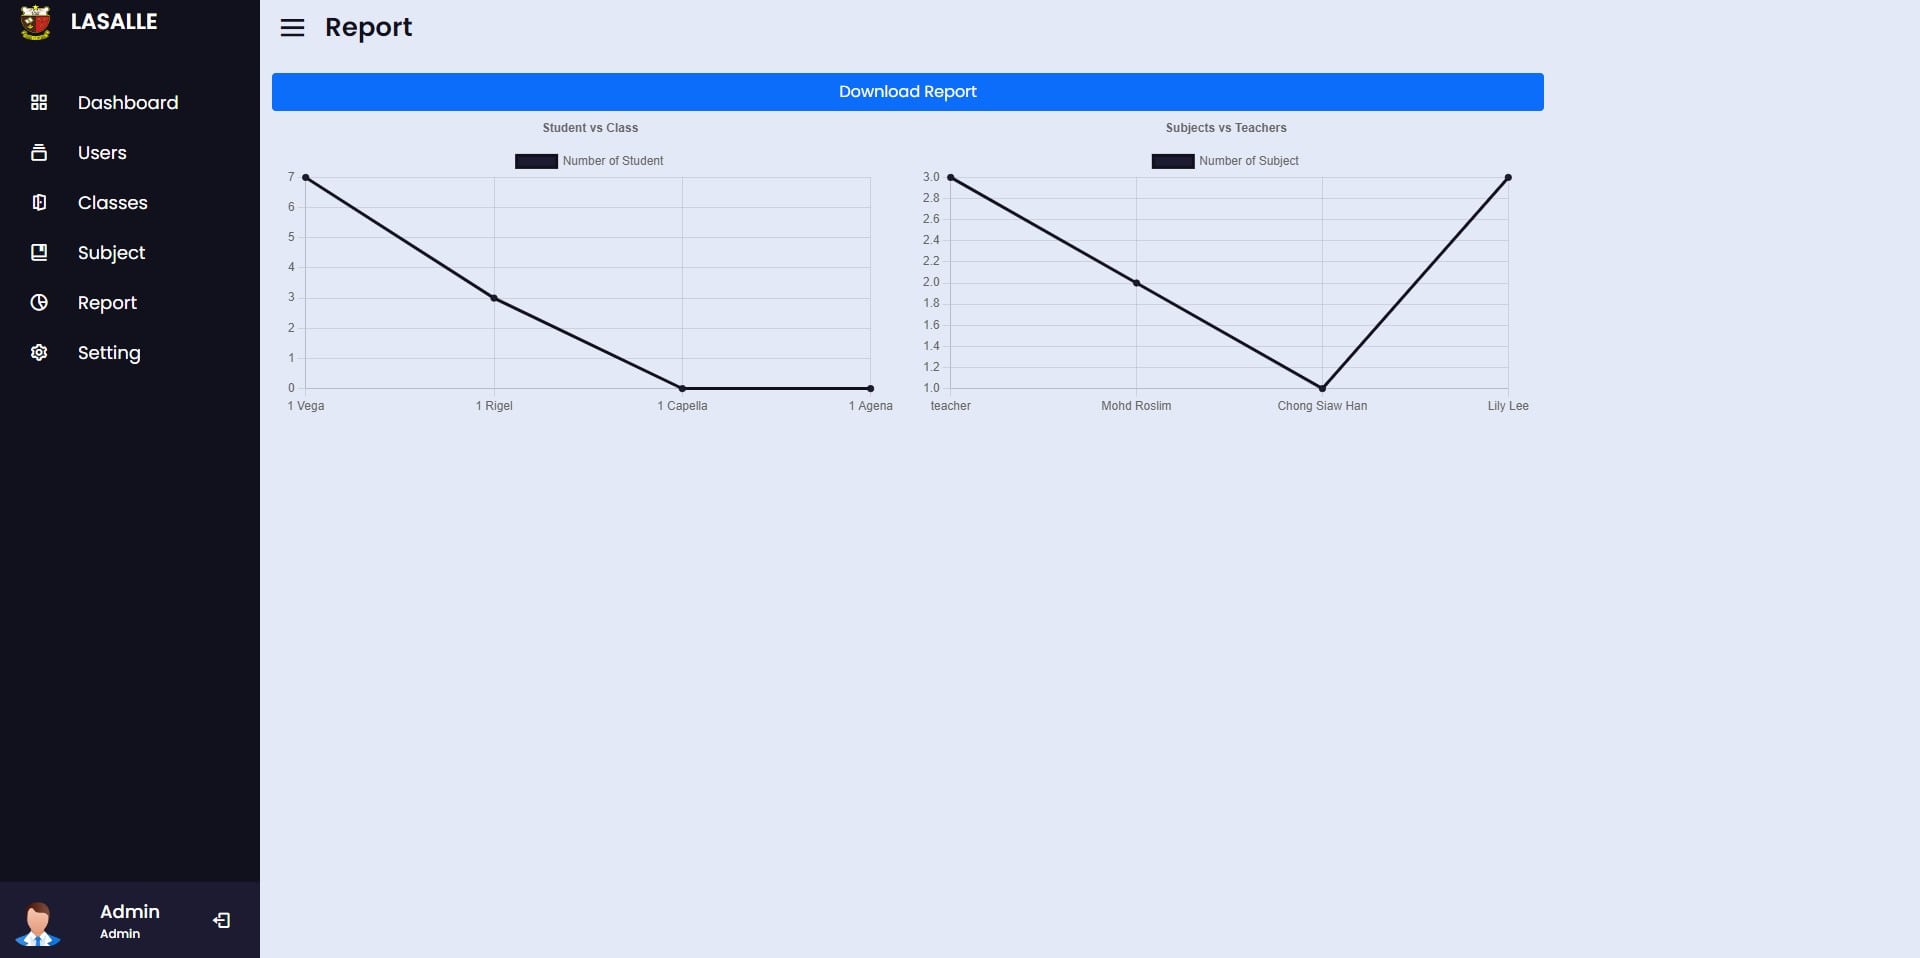 LASALLE
Dashboard
Users
Classes
Subject
Report
Setting
Admin
Admin
Report
Download Report
Student vs Class
Number of Student
7
6
5
4
3
2
1
0
1 Vega 1 Rigel 1 Capella 1 Agena
Subjects vs Teachers
Number of Subject
3.0
2.8
2.6
2.4
2.2
2.0
1.8
1.6
1.4
1.2
1.0
teacher Mohd Roslim Chong Siaw Han Lily Lee